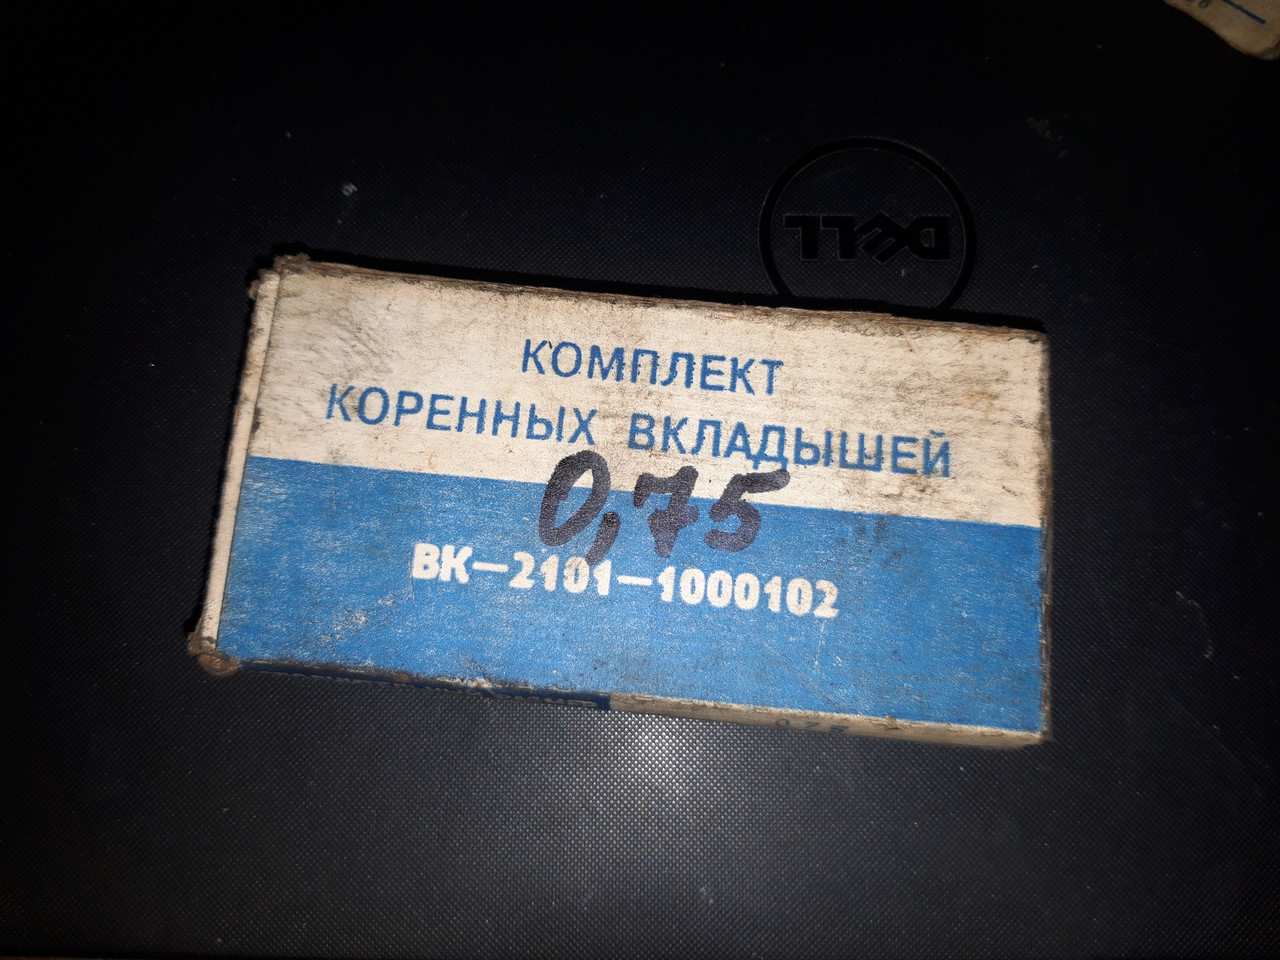 DELL
КОМПЛЕКТ
КОРЕННЫХ ВКЛАДЫШЕЙ
0,75
ВК-2101-1000102